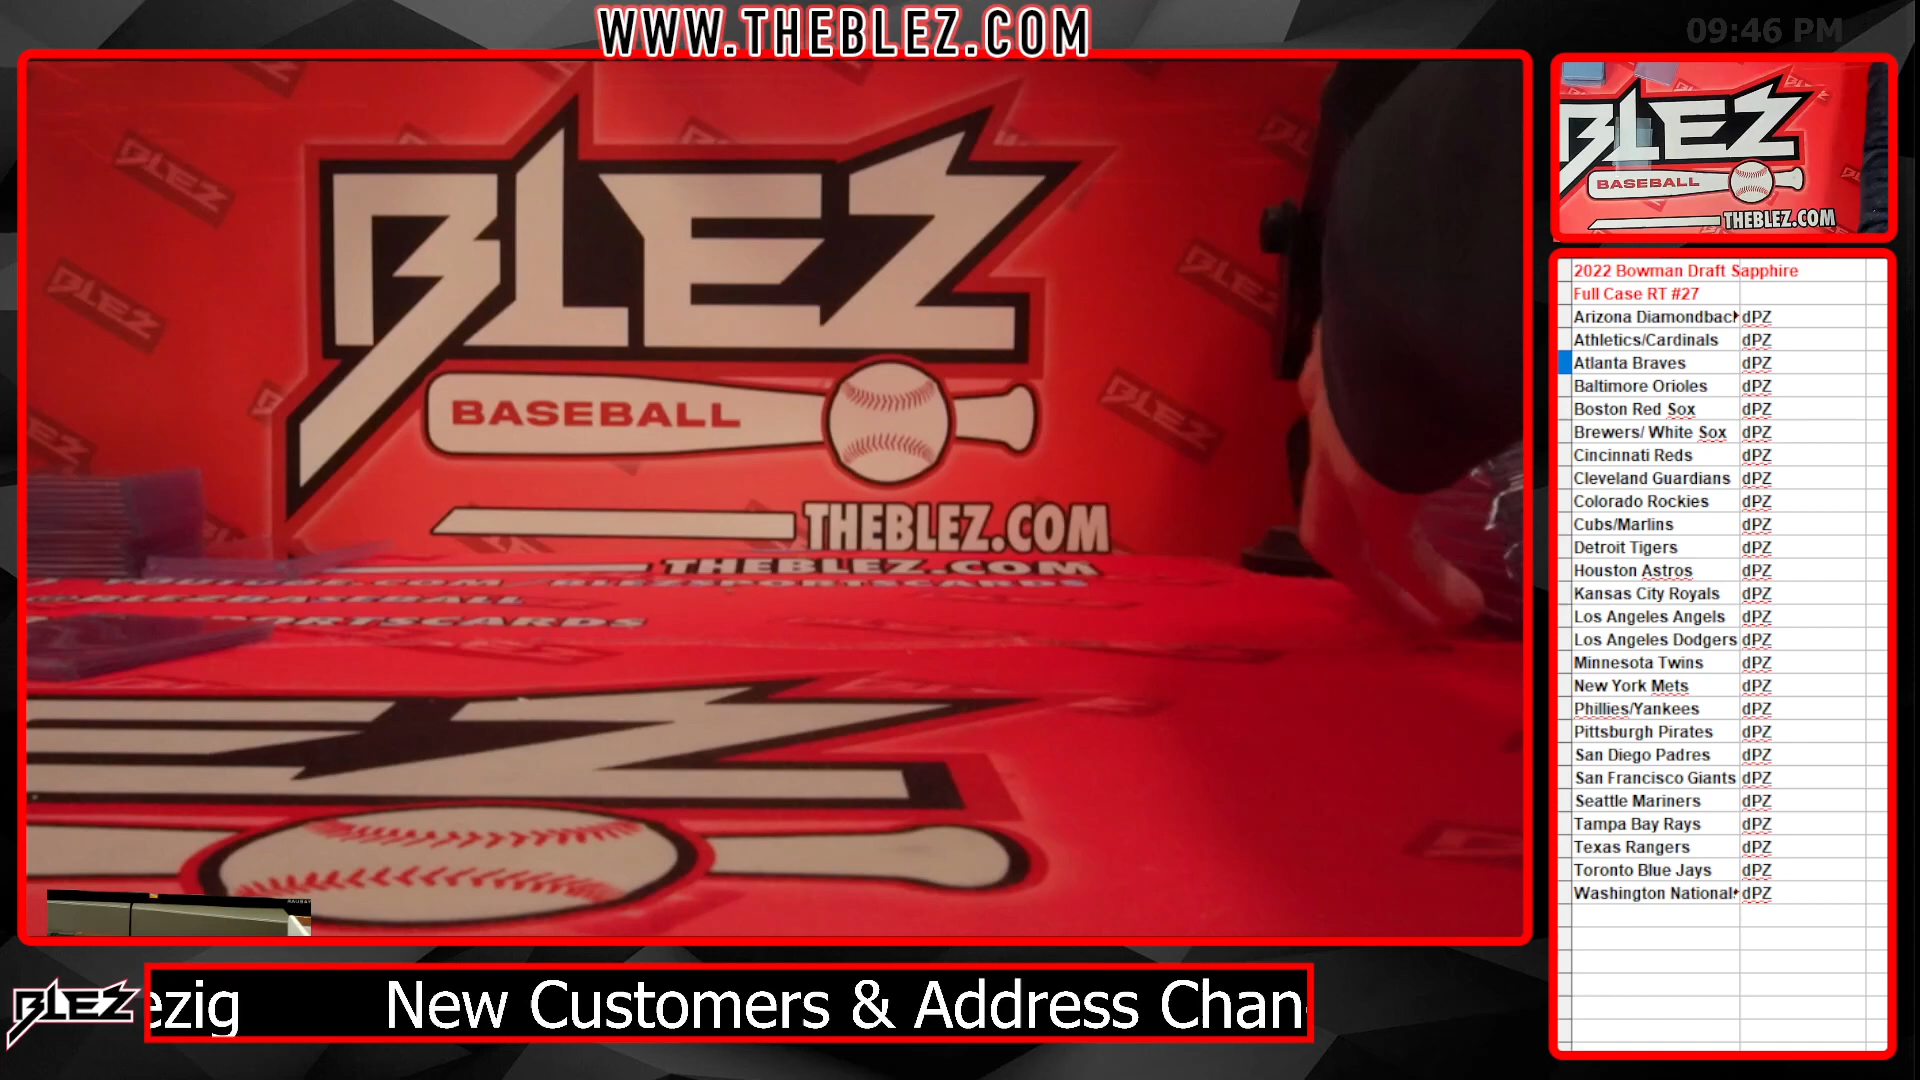 WWW.THEBLEZ.COM
09:46 PM
BLEZ
BASEBALL
THEBLEZ.COM
THEBLEZ.COM
YOUTUBE.COM/BLEZSPORTSCARDS
@BLEZBASEBALL
BLEZ
BASEBALL
THEBLEZ.COM
2022 Bowman Draft Sapphire
Full Case RT #27
Arizona Diamondbac dPZ
Athletics/Cardinals dPZ
Atlanta Braves dPZ
Baltimore Orioles dPZ
Boston Red Sox dPZ
Brewers/ White Sox dPZ
Cincinnati Reds dPZ
Cleveland Guardians dPZ
Colorado Rockies dPZ
Cubs/Marlins dPZ
Detroit Tigers dPZ
Houston Astros dPZ
Kansas City Royals dPZ
Los Angeles Angels dPZ
Los Angeles Dodgers dPZ
Minnesota Twins dPZ
New York Mets dPZ
Phillies/Yankees dPZ
Pittsburgh Pirates dPZ
San Diego Padres dPZ
San Francisco Giants dPZ
Seattle Mariners dPZ
Tampa Bay Rays dPZ
Texas Rangers dPZ
Toronto Blue Jays dPZ
Washington National dPZ
BLEZ
ezig New Customers & Address Chan